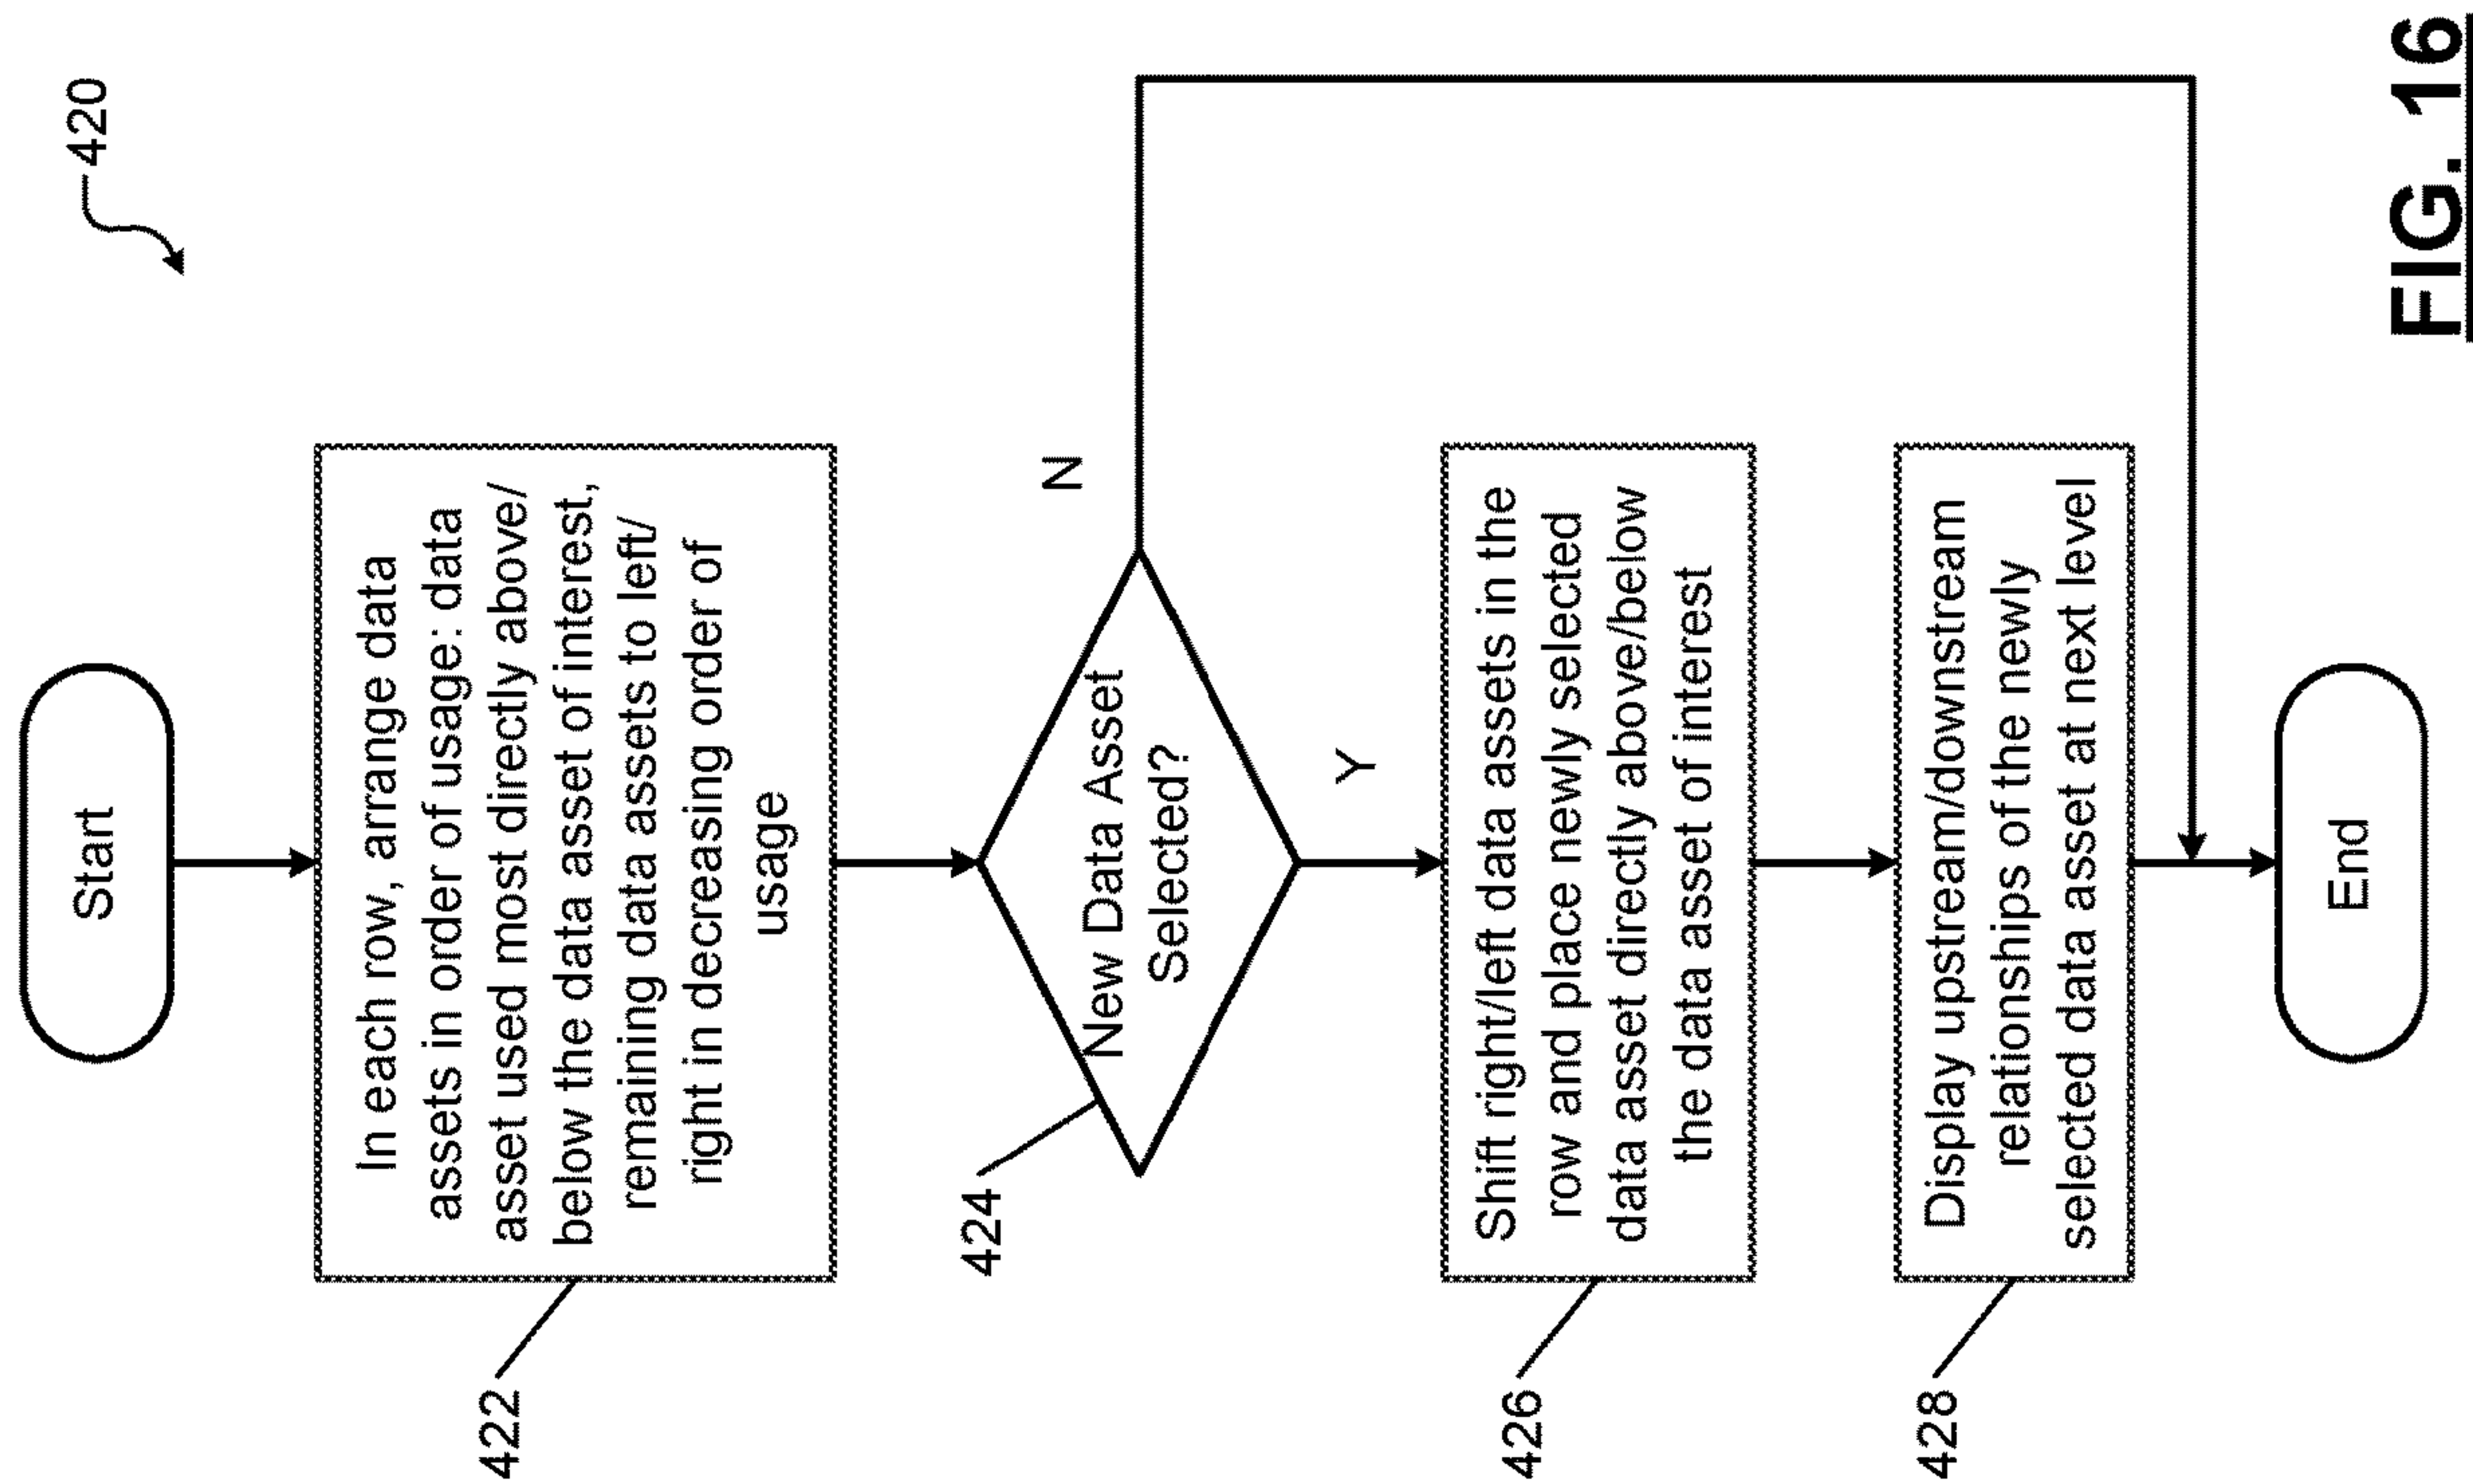 420
Start
422
In each row, arrange data
assets in order of usage: data
asset used most directly above/
below the data asset of interest,
remaining data assets to left/
right in decreasing order of
usage
424
New Data Asset
Selected?
N
Y
426
Shift right/left data assets in the
row and place newly selected
data asset directly above/below
the data asset of interest
428
Display upstream/downstream
relationships of the newly
selected data asset at next level
End
FIG. 16